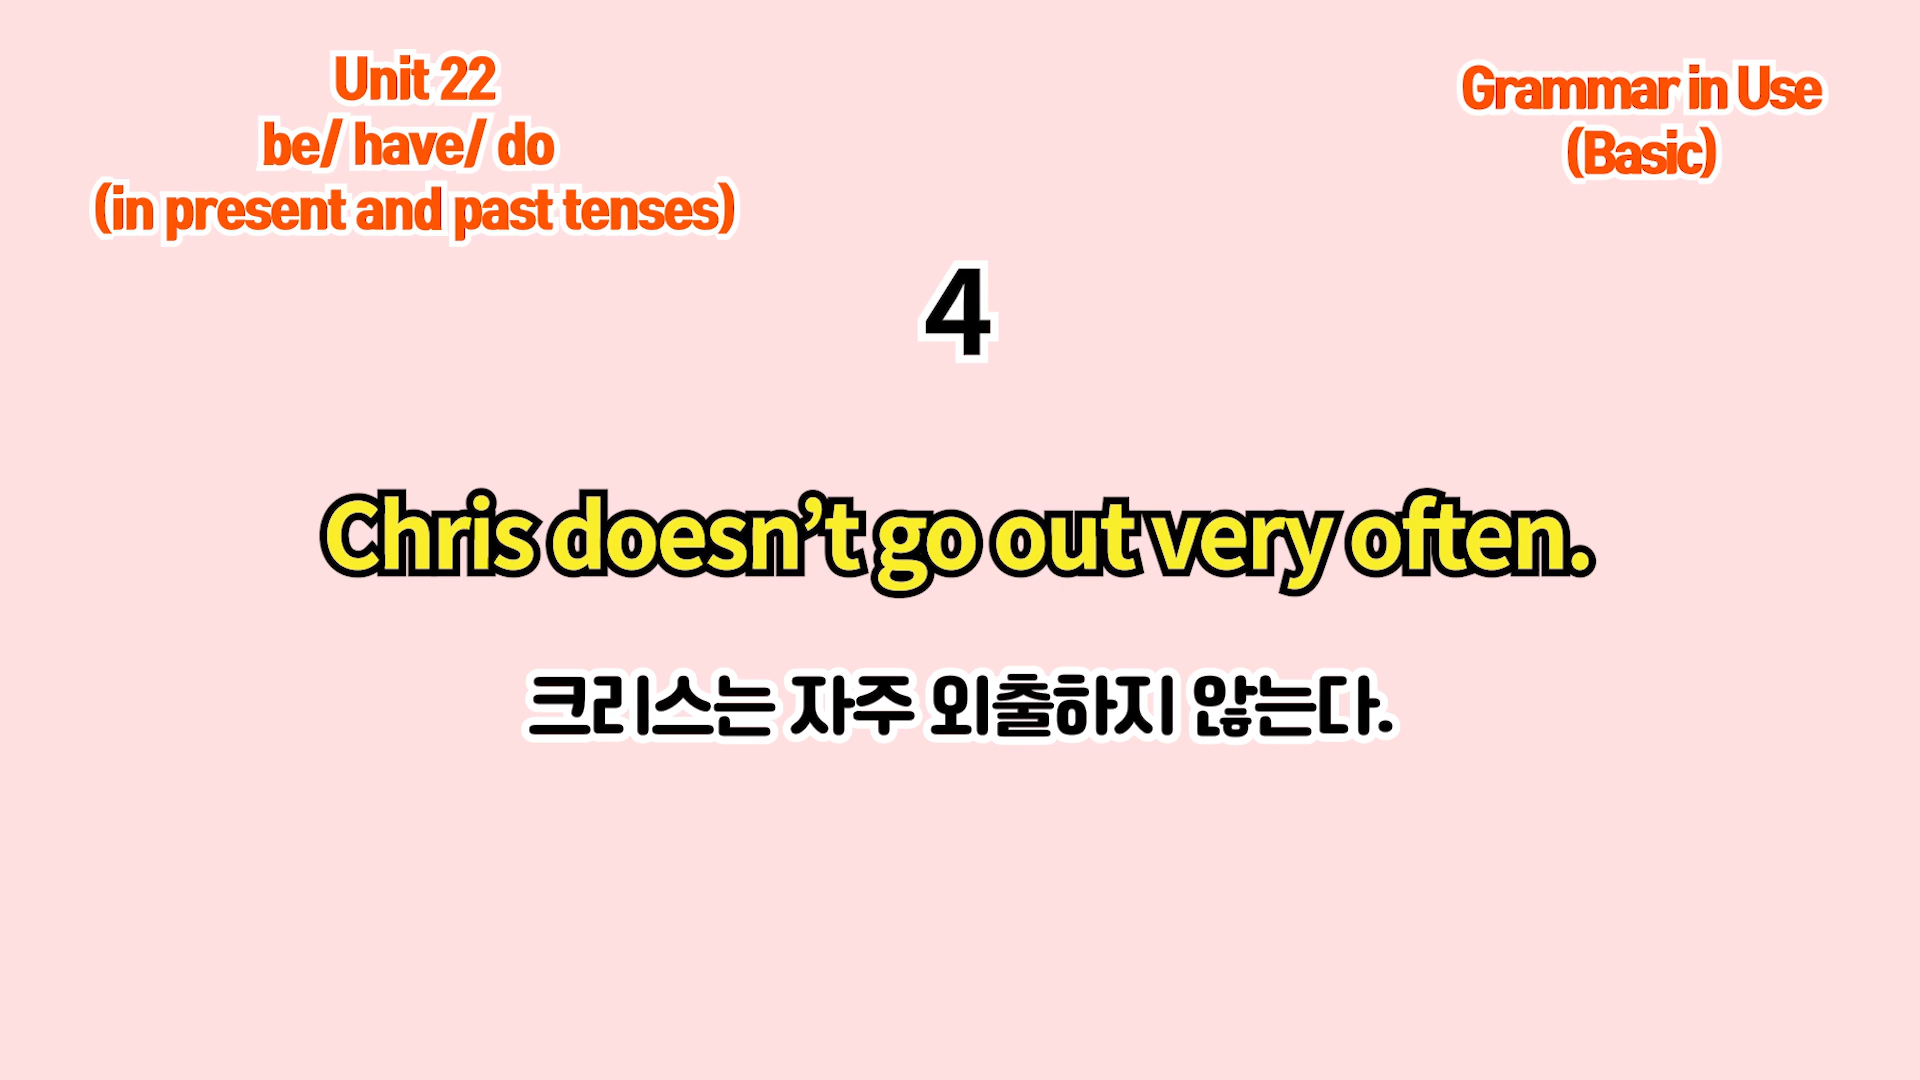 Unit 22
be/ have/ do
(in present and past tenses)
Grammar in Use
(Basic)
4
Chris doesn’t go out very often.
크리스는 자주 외출하지 않는다.